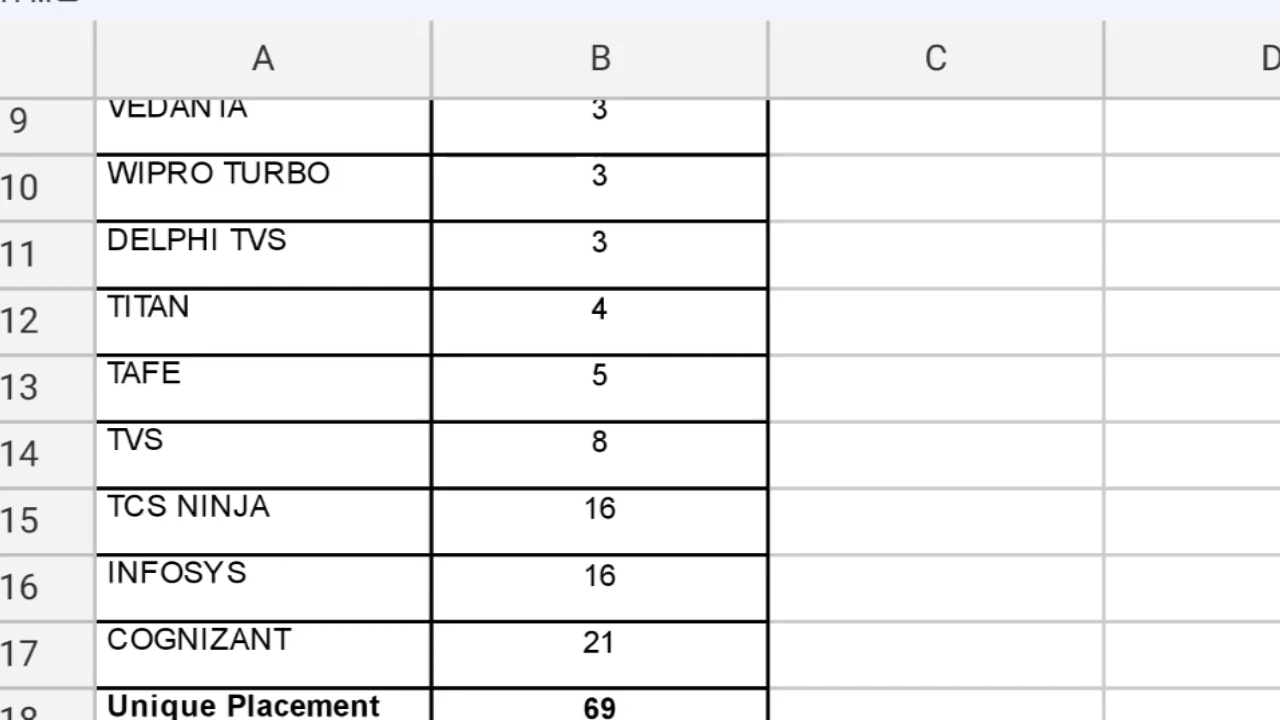 A B C D
9 VEDANTA 3
10 WIPRO TURBO 3
11 DELPHI TVS 3
12 TITAN 4
13 TAFE 5
14 TVS 8
15 TCS NINJA 16
16 INFOSYS 16
17 COGNIZANT 21
18 Unique Placement 69